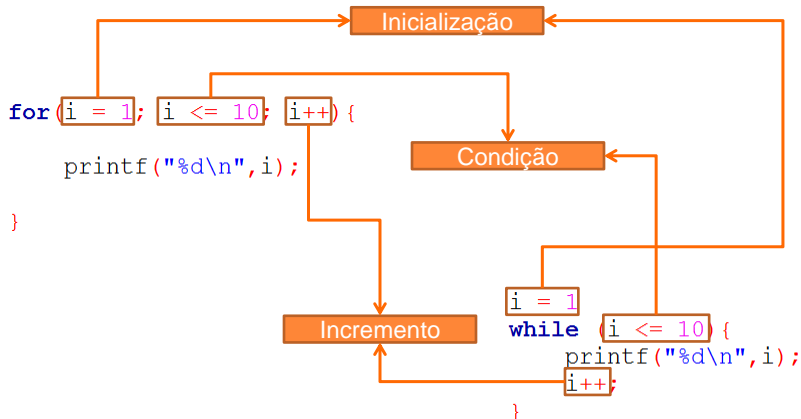 Inicialização
for(i = 1; i <= 10; i++){
Condição
printf("%d\n",i);
}
i = 1
Incremento
while (i <= 10){
printf("%d\n",i);
i++;
}